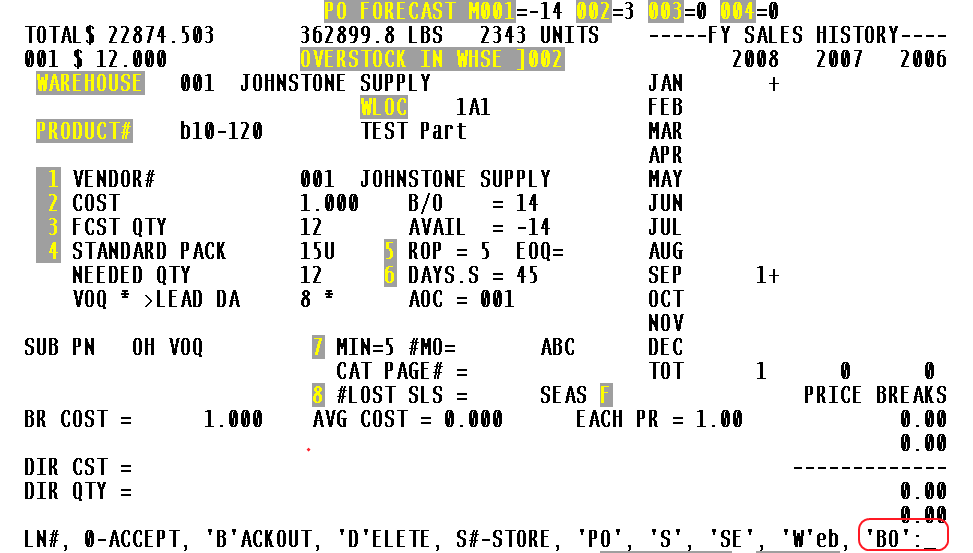 PO FORECAST M001=-14 002=3 003=0 004=0
TOTAL$ 22874.503 362899.8 LBS 2343 UNITS -----FY SALES HISTORY----
001 $ 12.000 OVERSTOCK IN WHSE ]002 2008 2007 2006
WAREHOUSE 001 JOHNSTONE SUPPLY JAN +
WLOC 1A1 FEB
PRODUCT# b10-120 TEST Part MAR
APR
1 VENDOR# 001 JOHNSTONE SUPPLY MAY
2 COST 1.000 B/O = 14 JUN
3 FCST QTY 12 AVAIL = -14 JUL
4 STANDARD PACK 15U 5 ROP = 5 EOQ= AUG
NEEDED QTY 12 6 DAYS.S = 45 SEP 1+
VOQ * >LEAD DA 8 * AOC = 001 OCT
NOV
SUB PN OH VOQ 7 MIN=5 #MO= ABC DEC
CAT PAGE# = TOT 1 0 0
8 #LOST SLS = SEAS F PRICE BREAKS
BR COST = 1.000 AVG COST = 0.000 EACH PR = 1.00 0.00
0.00
DIR CST = -------------
DIR QTY = 0.00
0.00
LN#, 0-ACCEPT, 'B'ACKOUT, 'D'ELETE, S#-STORE, 'PO', 'S', 'SE', 'W'eb, 'BO':_